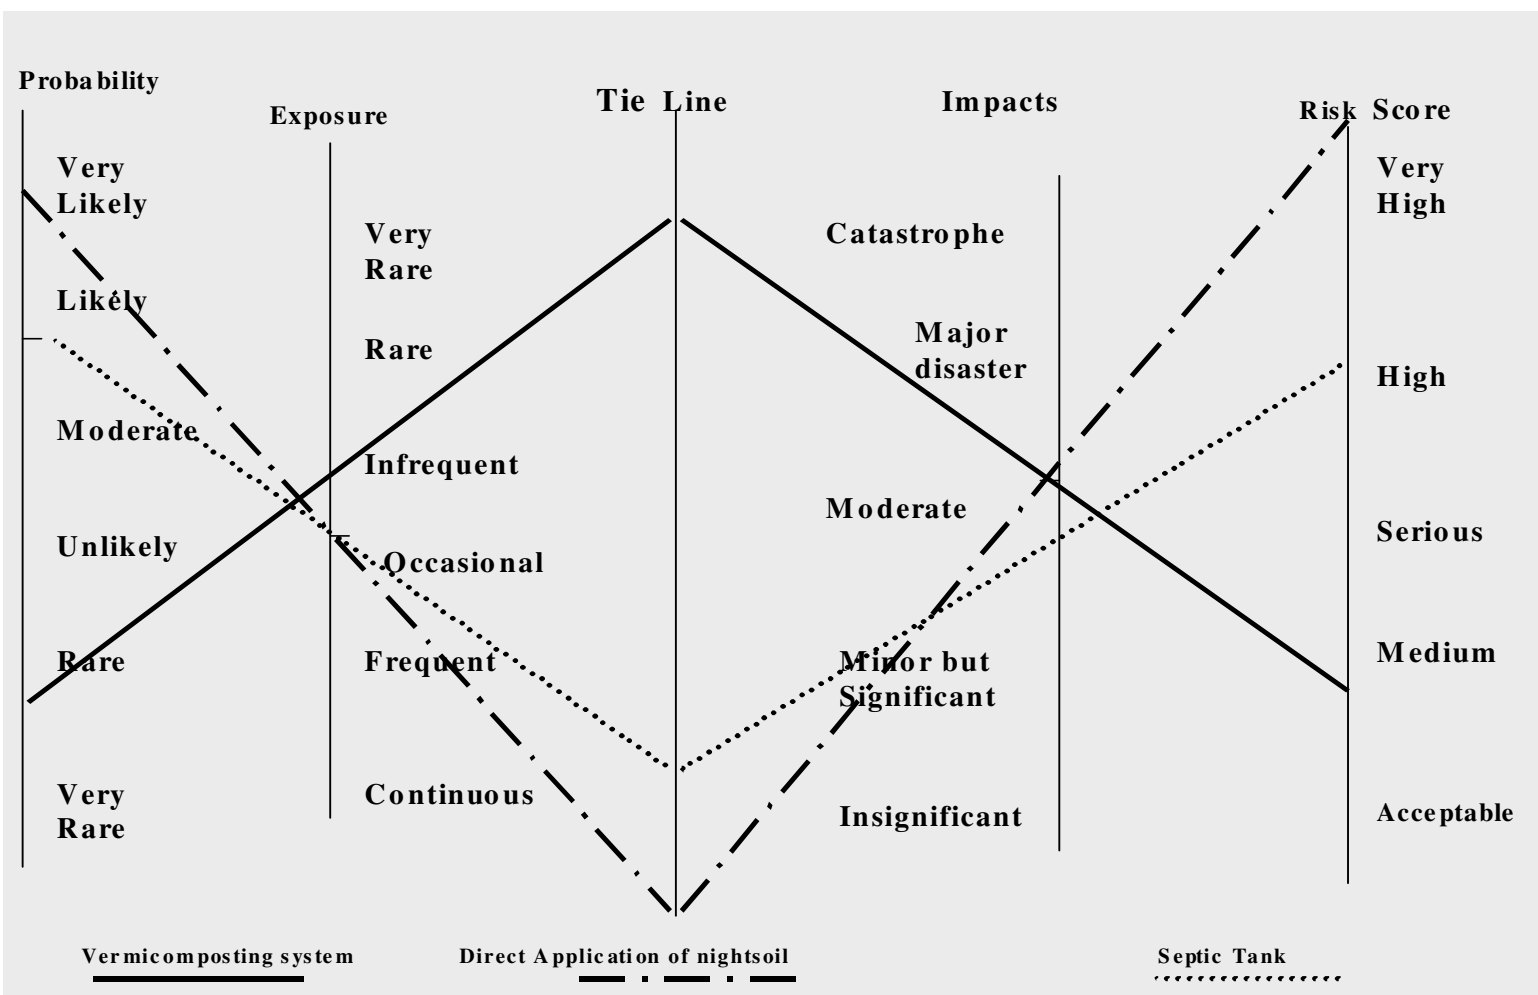 Probability
Very
Likely
Likely
Moderate
Unlikely
Rare
Very
Rare
Exposure
Very
Rare
Rare
Infrequent
Occasional
Frequent
Continuous
Tie Line
Impacts
Catastrophe
Major
disaster
Moderate
Minor but
Significant
Insignificant
Risk Score
Very
High
High
Serious
Medium
Acceptable
Vermicomposting system
Direct Application of nightsoil
Septic Tank